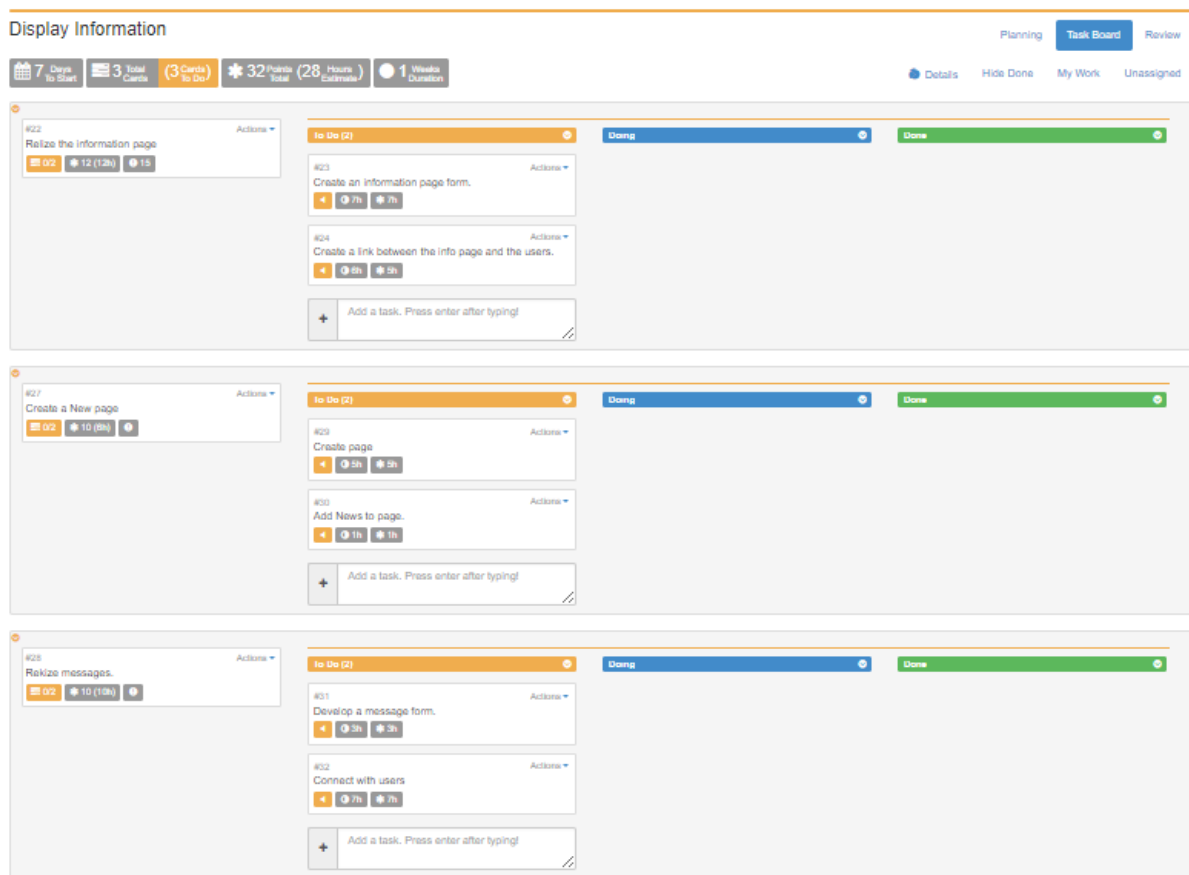 Display Information
Planning Task Board Review
7 Days To Start 3 Total Cards (3 Cards To Do) 32 Points Total (28 Hours Estimate) 1 Weeks Duration
Details Hide Done My Work Unassigned
#22 Actions
Relize the information page
0/2 12 (12h) 15
To Do (2) Doing Done
#23 Actions
Create an information page form.
7h 7h
#24 Actions
Create a link between the info page and the users.
6h 5h
+ Add a task. Press enter after typing!
#27 Actions
Create a New page
0/2 10 (6h)
To Do (2) Doing Done
#29 Actions
Create page
5h 5h
#30 Actions
Add News to page.
1h 1h
+ Add a task. Press enter after typing!
#28 Actions
Relize messages.
0/2 10 (10h)
To Do (2) Doing Done
#31 Actions
Develop a message form.
3h 3h
#32 Actions
Connect with users
7h 7h
+ Add a task. Press enter after typing!